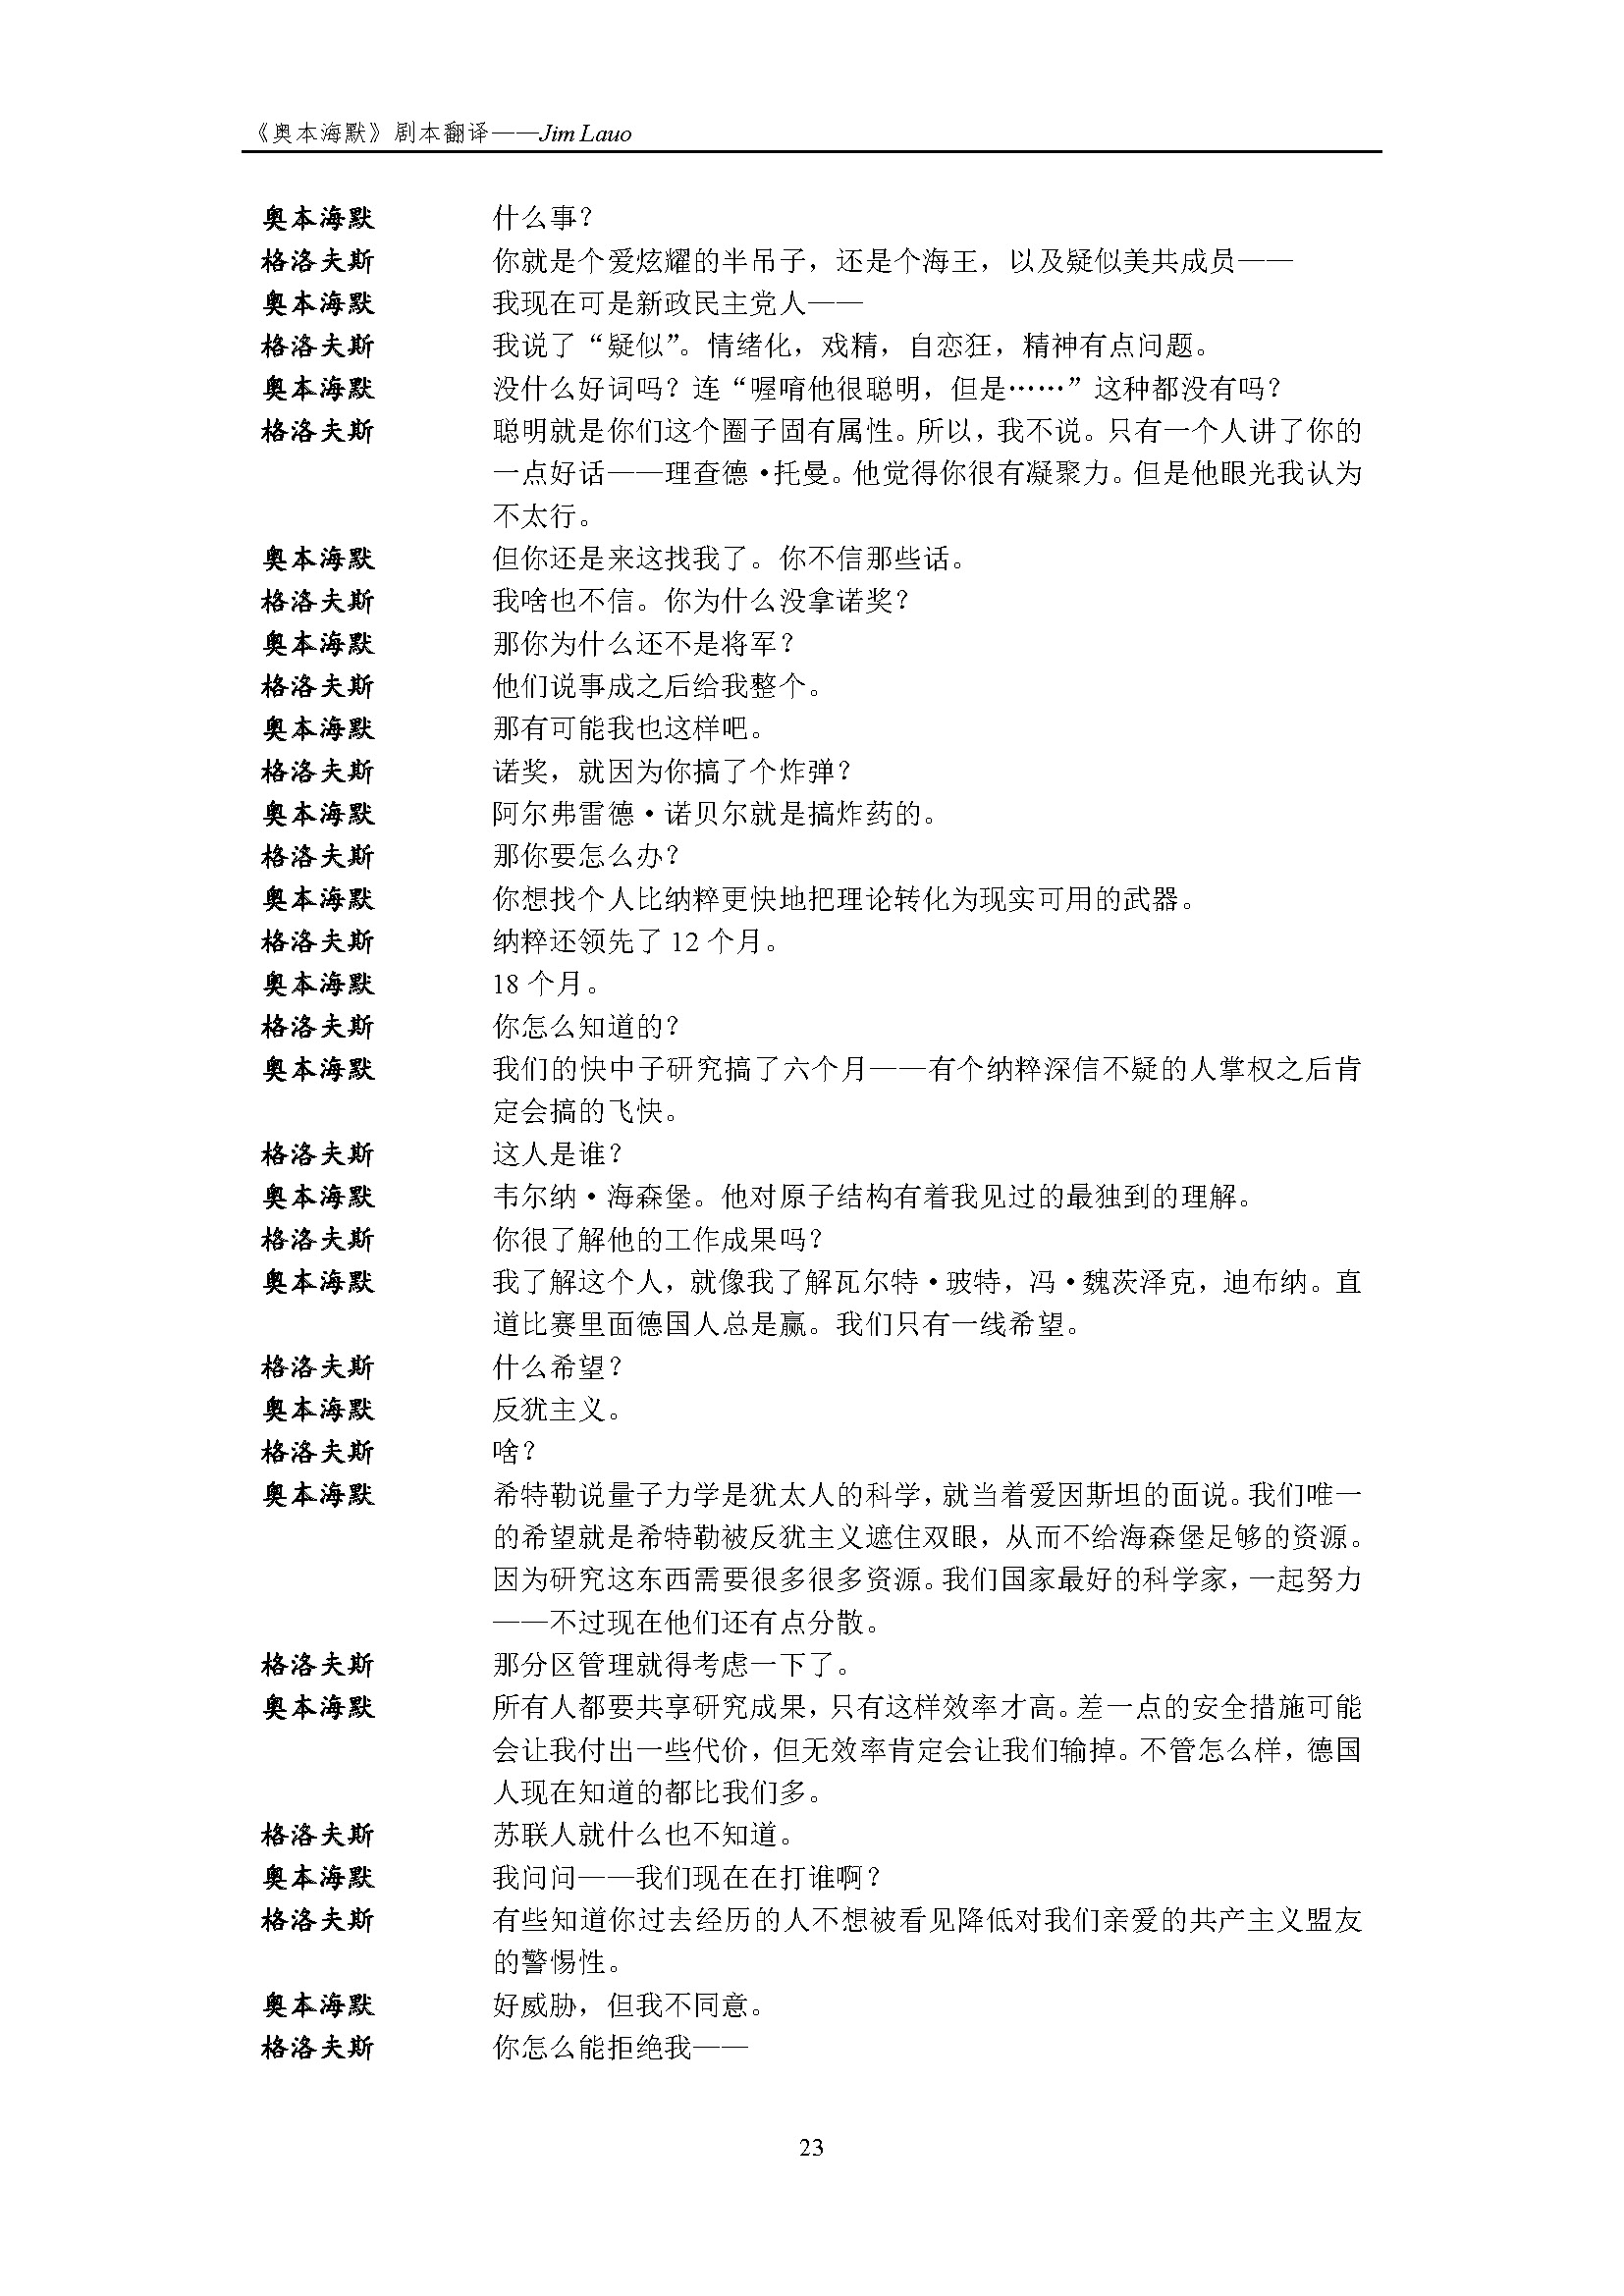 《奥本海默》剧本翻译——Jim Lauo
奥本海默 什么事？
格洛夫斯 你就是个爱炫耀的半吊子，还是个海王，以及疑似美共成员——
奥本海默 我现在可是新政民主党人——
格洛夫斯 我说了“疑似”。情绪化，戏精，自恋狂，精神有点问题。
奥本海默 没什么好词吗？连“喔唷他很聪明，但是……”这种都没有吗？
格洛夫斯 聪明就是你们这个圈子固有属性。所以，我不说。只有一个人讲了你的
一点好话——理查德·托曼。他觉得你很有凝聚力。但是他眼光我认为
不太行。
奥本海默 但你还是来这找我了。你不信那些话。
格洛夫斯 我啥也不信。你为什么没拿诺奖？
奥本海默 那你为什么还不是将军？
格洛夫斯 他们说事成之后给我整个。
奥本海默 那有可能我也这样吧。
格洛夫斯 诺奖，就因为你搞了个炸弹？
奥本海默 阿尔弗雷德·诺贝尔就是搞炸药的。
格洛夫斯 那你要怎么办？
奥本海默 你想找个人比纳粹更快地把理论转化为现实可用的武器。
格洛夫斯 纳粹还领先了 12 个月。
奥本海默 18 个月。
格洛夫斯 你怎么知道的？
奥本海默 我们的快中子研究搞了六个月——有个纳粹深信不疑的人掌权之后肯
定会搞的飞快。
格洛夫斯 这人是谁？
奥本海默 韦尔纳·海森堡。他对原子结构有着我见过的最独到的理解。
格洛夫斯 你很了解他的工作成果吗？
奥本海默 我了解这个人，就像我了解瓦尔特·玻特，冯·魏茨泽克，迪布纳。直
道比赛里面德国人总是赢。我们只有一线希望。
格洛夫斯 什么希望？
奥本海默 反犹主义。
格洛夫斯 啥？
奥本海默 希特勒说量子力学是犹太人的科学，就当着爱因斯坦的面说。我们唯一
的希望就是希特勒被反犹主义遮住双眼，从而不给海森堡足够的资源。
因为研究这东西需要很多很多资源。我们国家最好的科学家，一起努力
——不过现在他们还有点分散。
格洛夫斯 那分区管理就得考虑一下了。
奥本海默 所有人都要共享研究成果，只有这样效率才高。差一点的安全措施可能
会让我付出一些代价，但无效率肯定会让我们输掉。不管怎么样，德国
人现在知道的都比我们多。
格洛夫斯 苏联人就什么也不知道。
奥本海默 我问问——我们现在在打谁啊？
格洛夫斯 有些知道你过去经历的人不想被看见降低对我们亲爱的共产主义盟友
的警惕性。
奥本海默 好威胁，但我不同意。
格洛夫斯 你怎么能拒绝我——
23